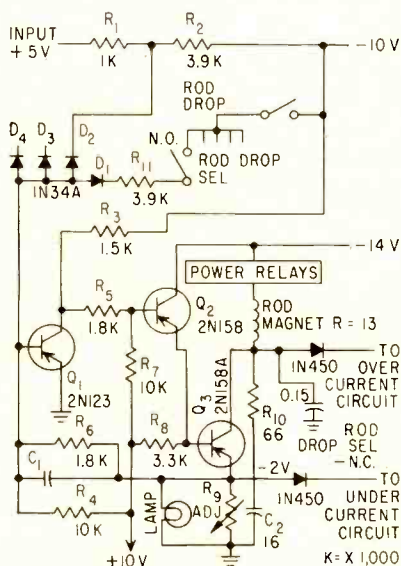 INPUT
+5V
R1
1K
R2
3.9K
-10V
ROD
DROP
N.O.
ROD DROP
SEL
D4
D3
D2
D1
R11
1N34A
3.9K
R3
1.5K
-14V
POWER RELAYS
R5
1.8K
Q2
2N158
ROD
MAGNET R = 13
Q1
2N123
R7
10K
Q3
2N158A
1N450
TO
OVER
CURRENT
CIRCUIT
0.15
R10
66
ROD
DROP SEL
-N.C.
R6
1.8K
R8
3.3K
C1
-2V
R4
10K
LAMP
R9
ADJ
C2
16
1N450
TO
UNDER
CURRENT
CIRCUIT
+10V
K=X 1,000